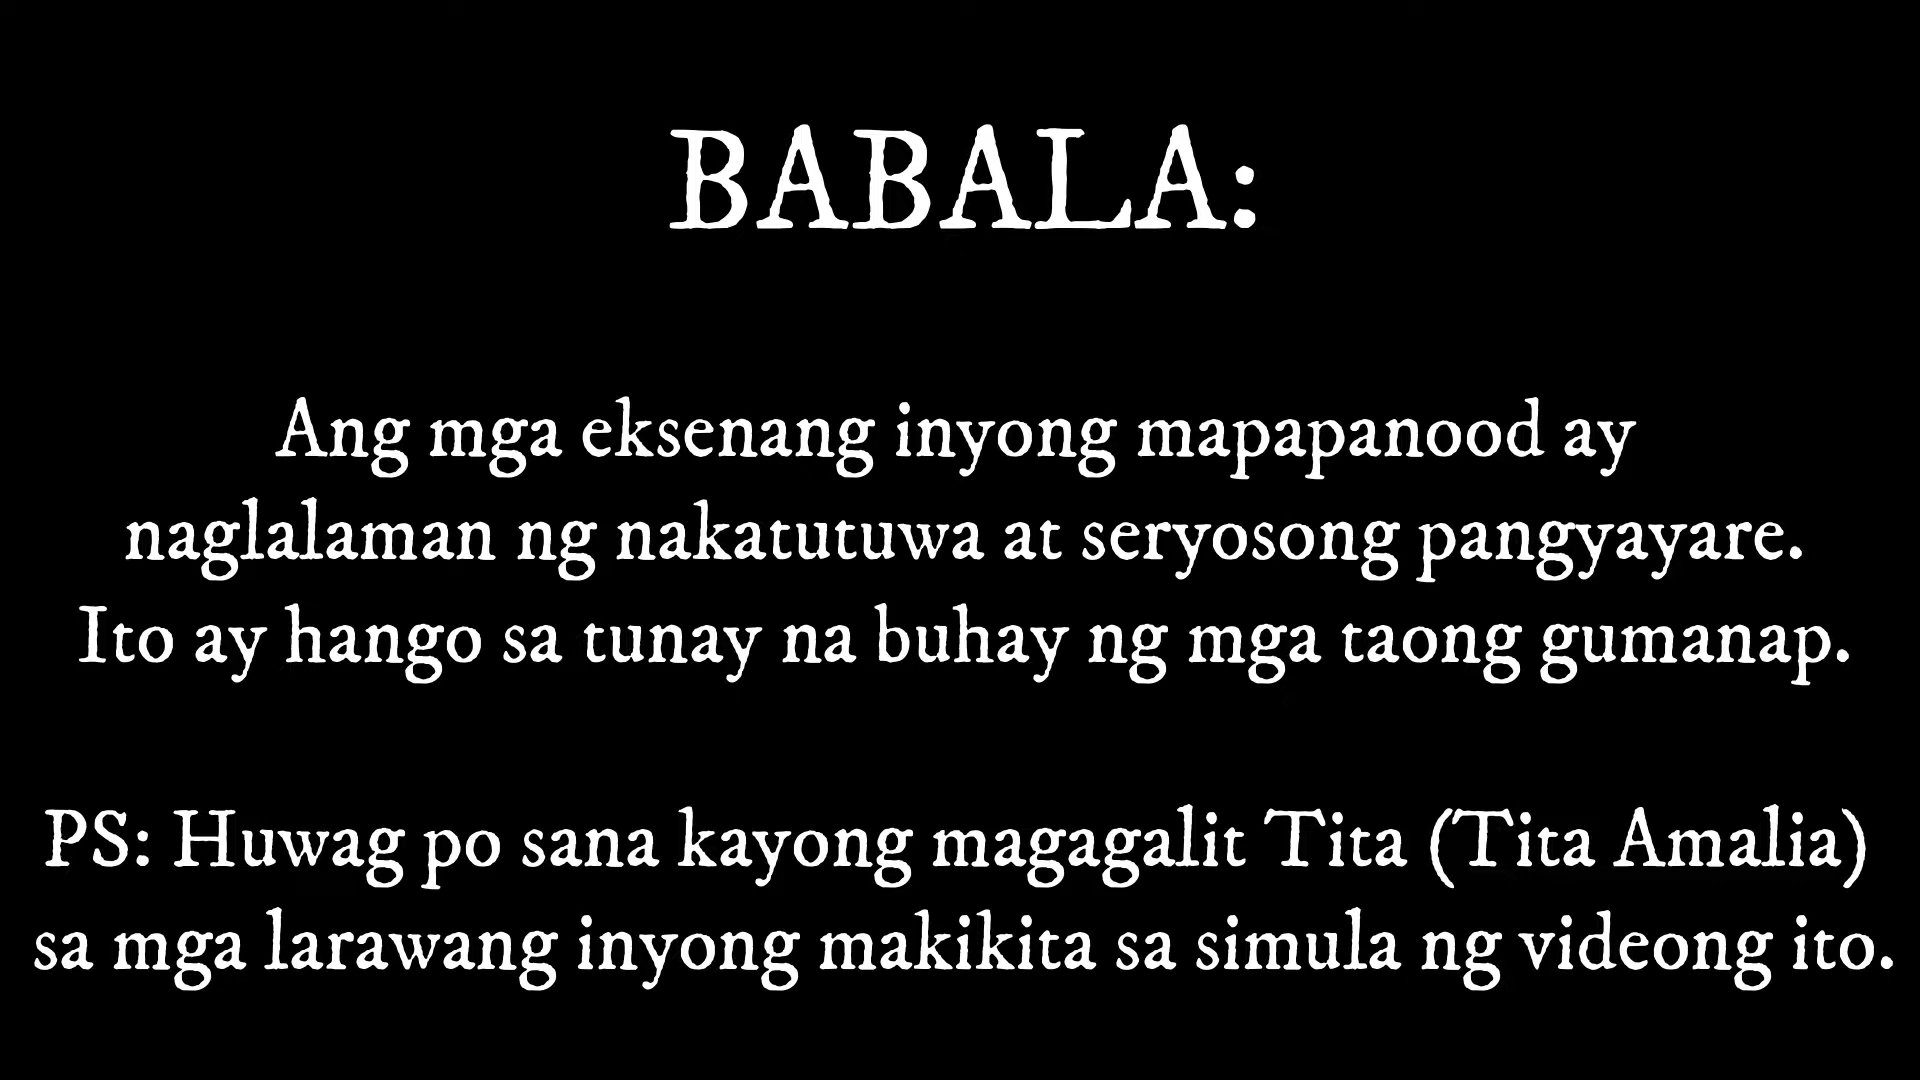 BABALA:
Ang mga eksenang inyong mapapanood ay
naglalaman ng nakatutuwa at seryosong pangyayare.
Ito ay hango sa tunay na buhay ng mga taong gumanap.
PS: Huwag po sana kayong magagalit Tita (Tita Amalia)
sa mga larawang inyong makikita sa simula ng videong ito.